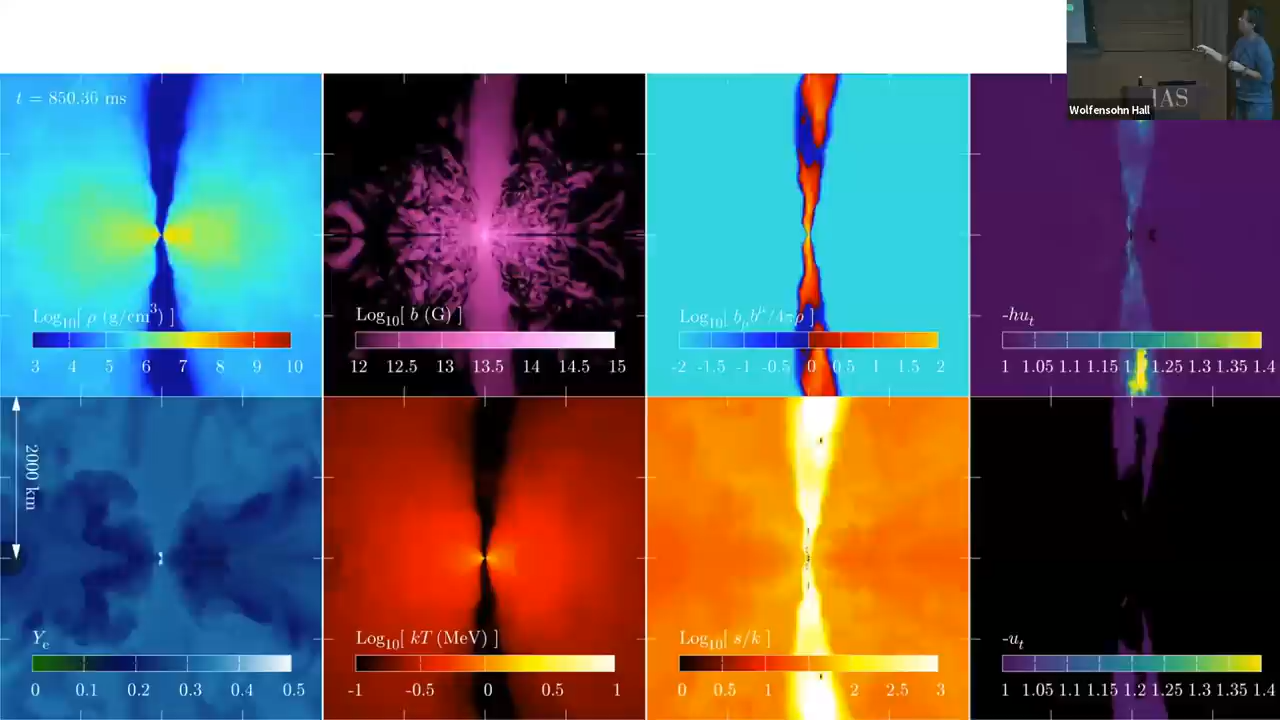 IAS
Wolfensohn Hall
t = 850.36 ms
Log₁₀[ ρ (g/cm³) ]
3 4 5 6 7 8 9 10
Log₁₀[ b (G) ]
12 12.5 13 13.5 14 14.5 15
Log₁₀[ b_μb^μ/4πρ ]
-2 -1.5 -1 -0.5 0 0.5 1 1.5 2
-huₜ
1 1.05 1.1 1.15 1.2 1.25 1.3 1.35 1.4
2000 km
Yₑ
0 0.1 0.2 0.3 0.4 0.5
Log₁₀[ kT (MeV) ]
-1 -0.5 0 0.5 1
Log₁₀[ s/k ]
0 0.5 1 1.5 2 2.5 3
-uₜ
1 1.05 1.1 1.15 1.2 1.25 1.3 1.35 1.4